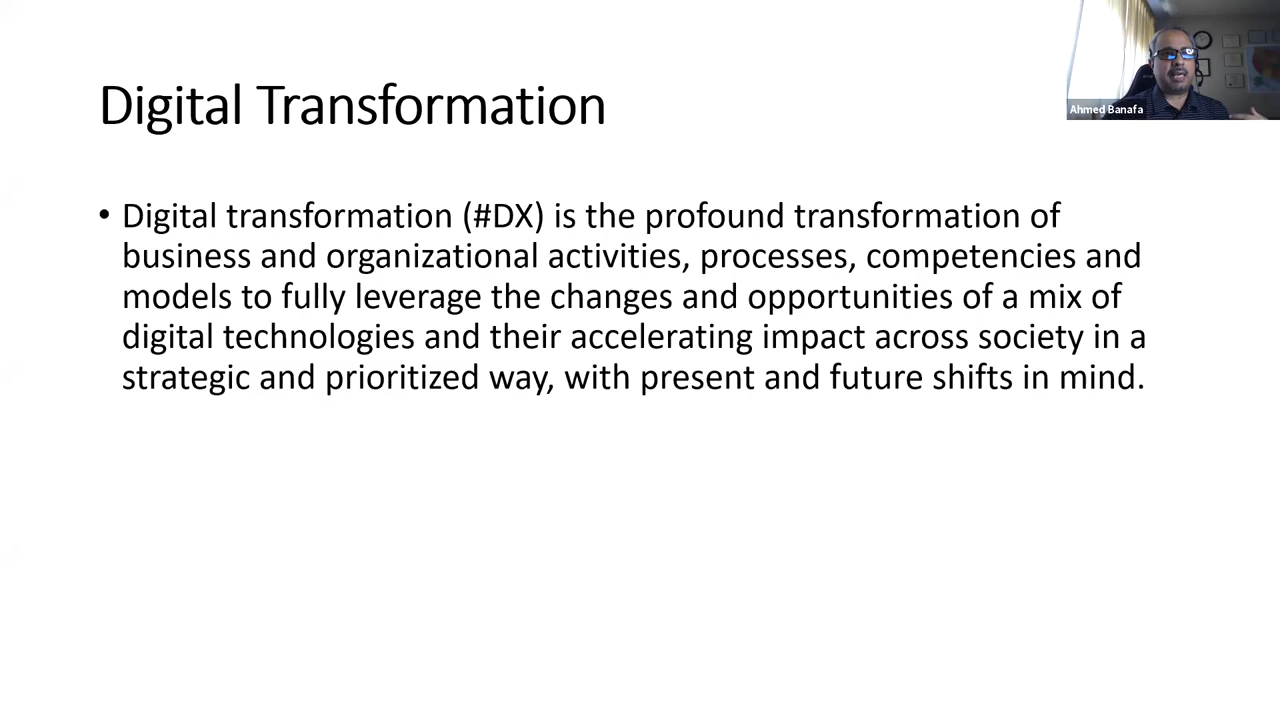 Digital Transformation
Ahmed Banafa
• Digital transformation (#DX) is the profound transformation of
business and organizational activities, processes, competencies and
models to fully leverage the changes and opportunities of a mix of
digital technologies and their accelerating impact across society in a
strategic and prioritized way, with present and future shifts in mind.